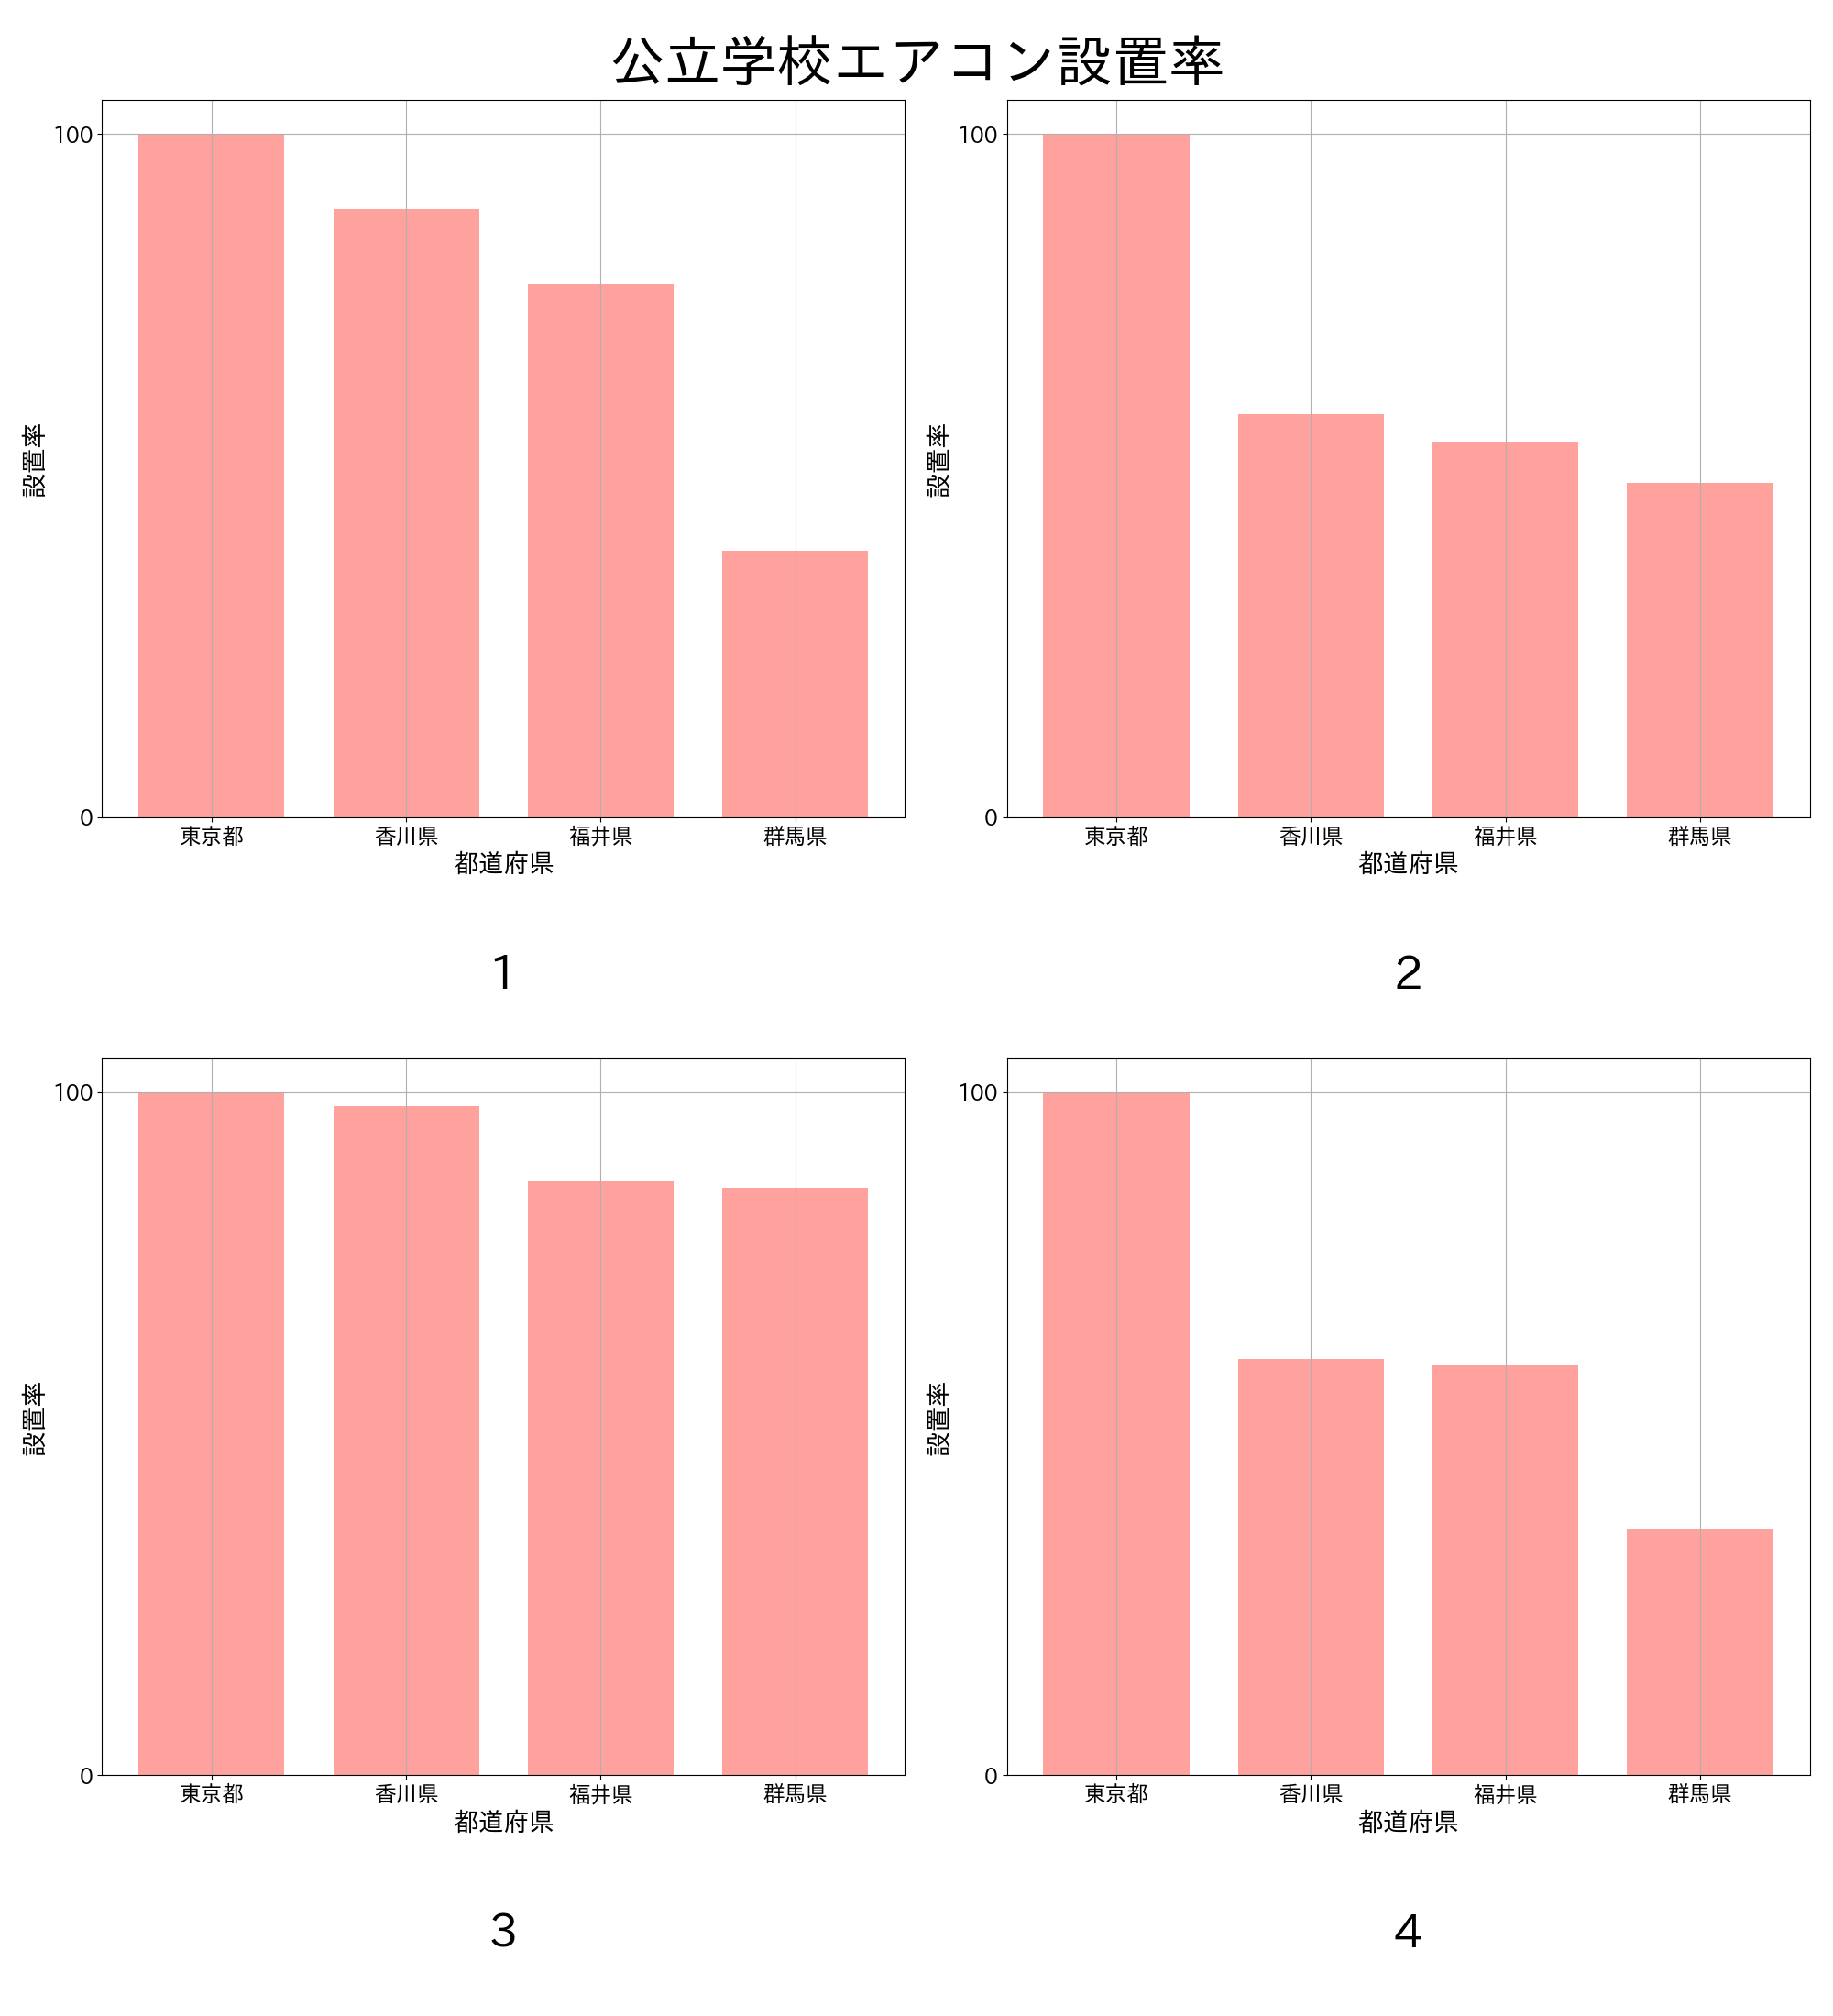 公立学校エアコン設置率
100
0
設置率
東京都 香川県 福井県 群馬県
都道府県
1
100
0
設置率
東京都 香川県 福井県 群馬県
都道府県
2
100
0
設置率
東京都 香川県 福井県 群馬県
都道府県
3
100
0
設置率
東京都 香川県 福井県 群馬県
都道府県
4